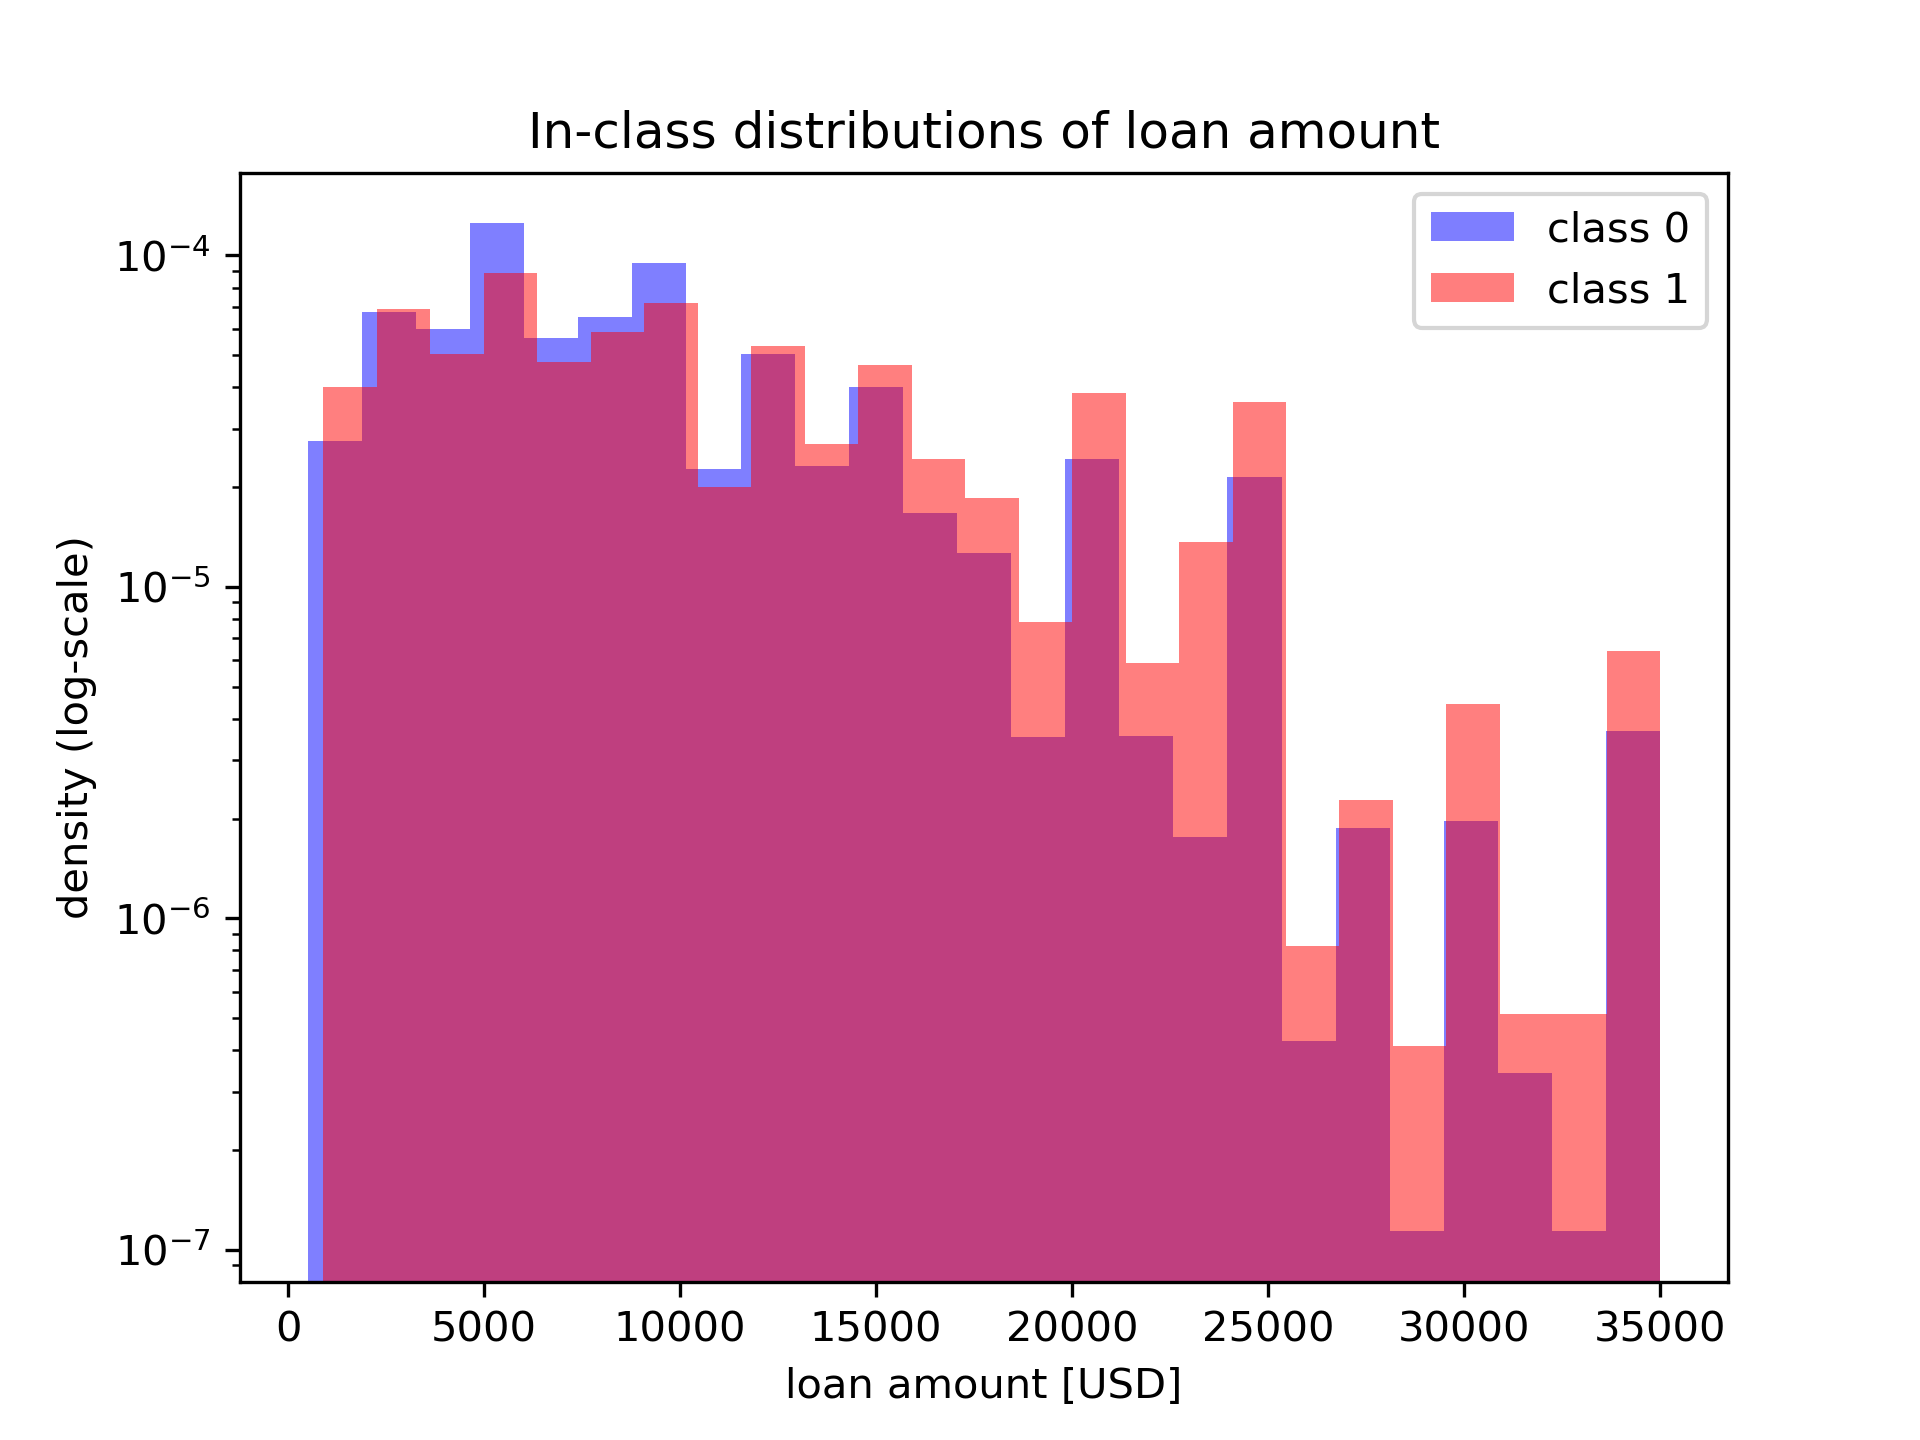 In-class distributions of loan amount
class 0
class 1
density (log-scale)
10⁻⁴
10⁻⁵
10⁻⁶
10⁻⁷
0 5000 10000 15000 20000 25000 30000 35000
loan amount [USD]